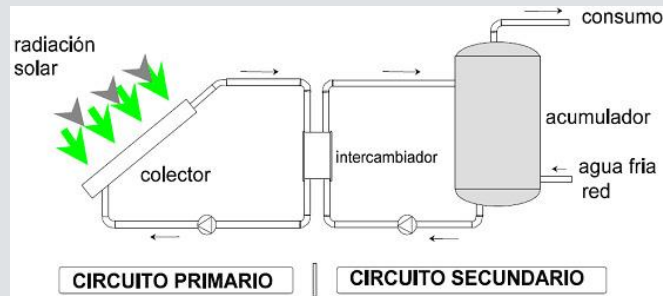 consumo
radiación
solar
acumulador
intercambiador
colector
agua fria
red
CIRCUITO PRIMARIO
CIRCUITO SECUNDARIO